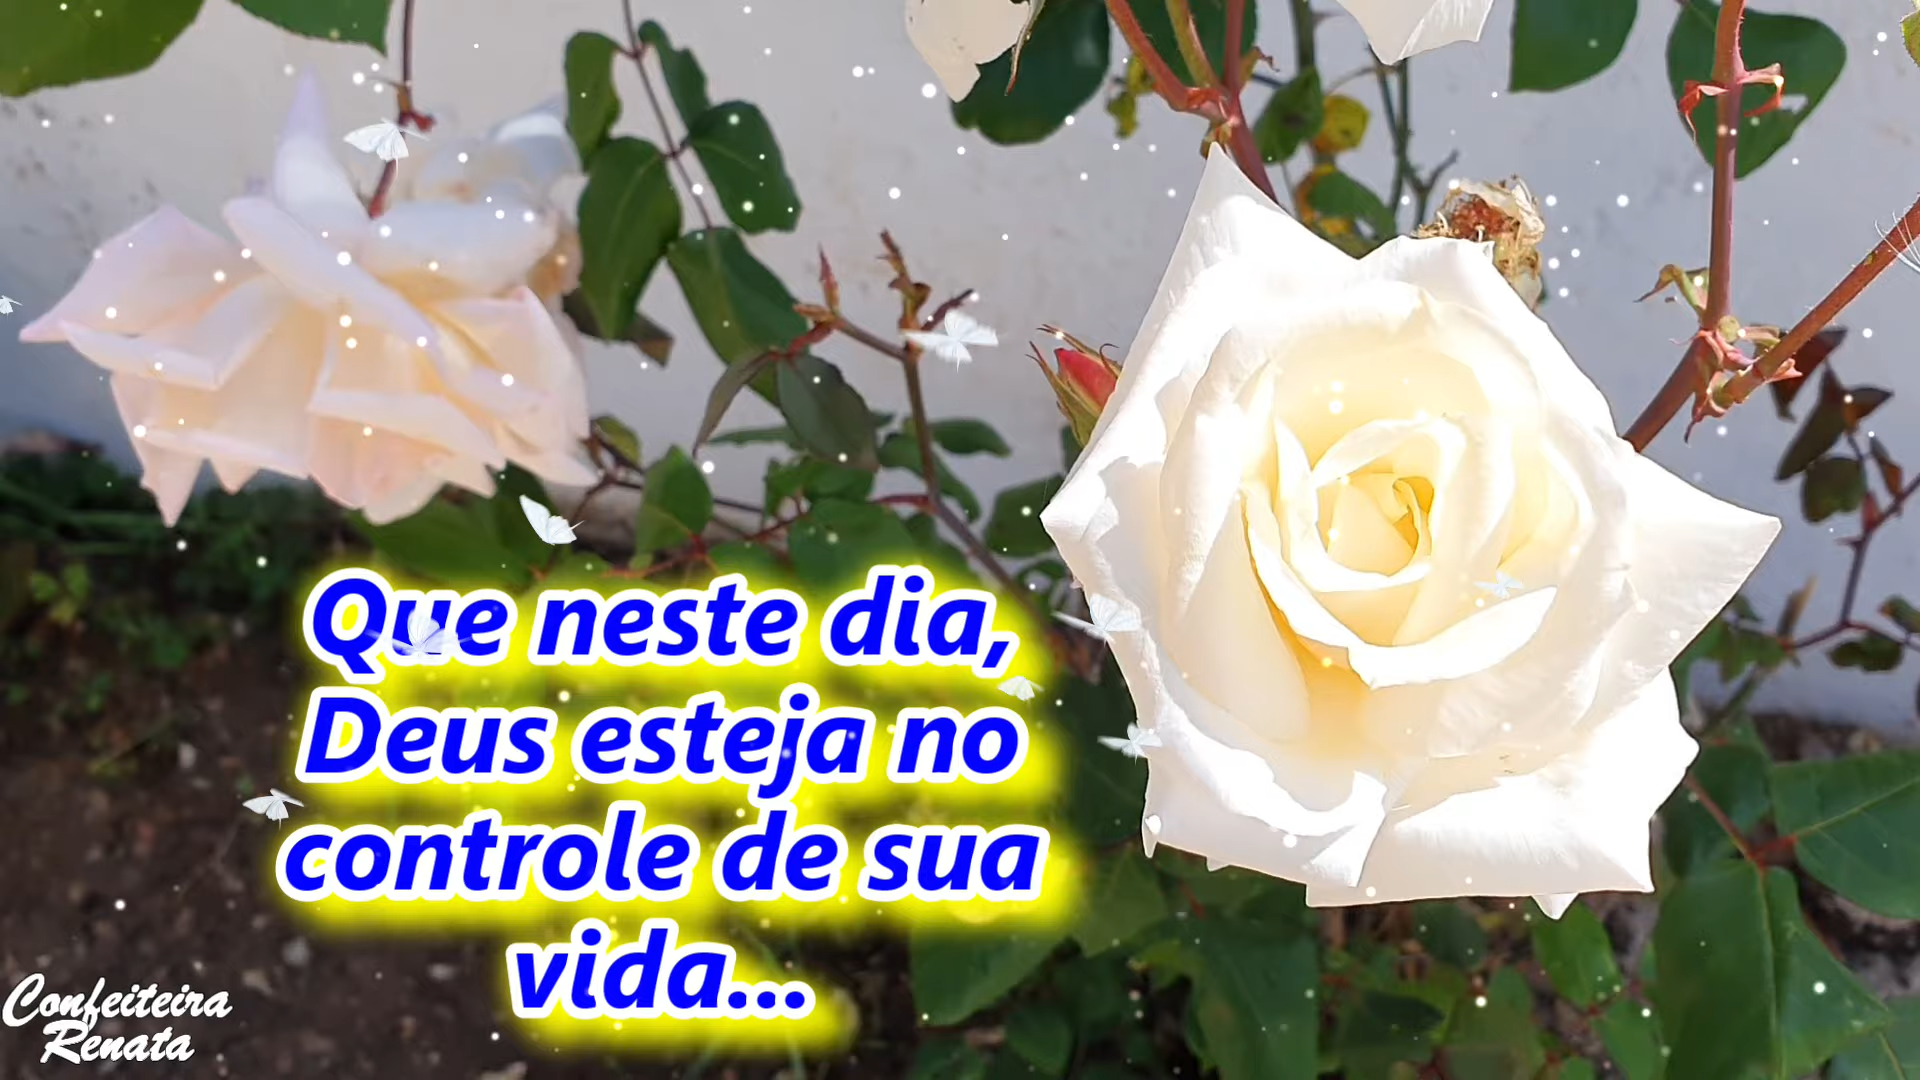 Que neste dia,
Deus esteja no
controle de sua
vida...
Confeiteira
Renata